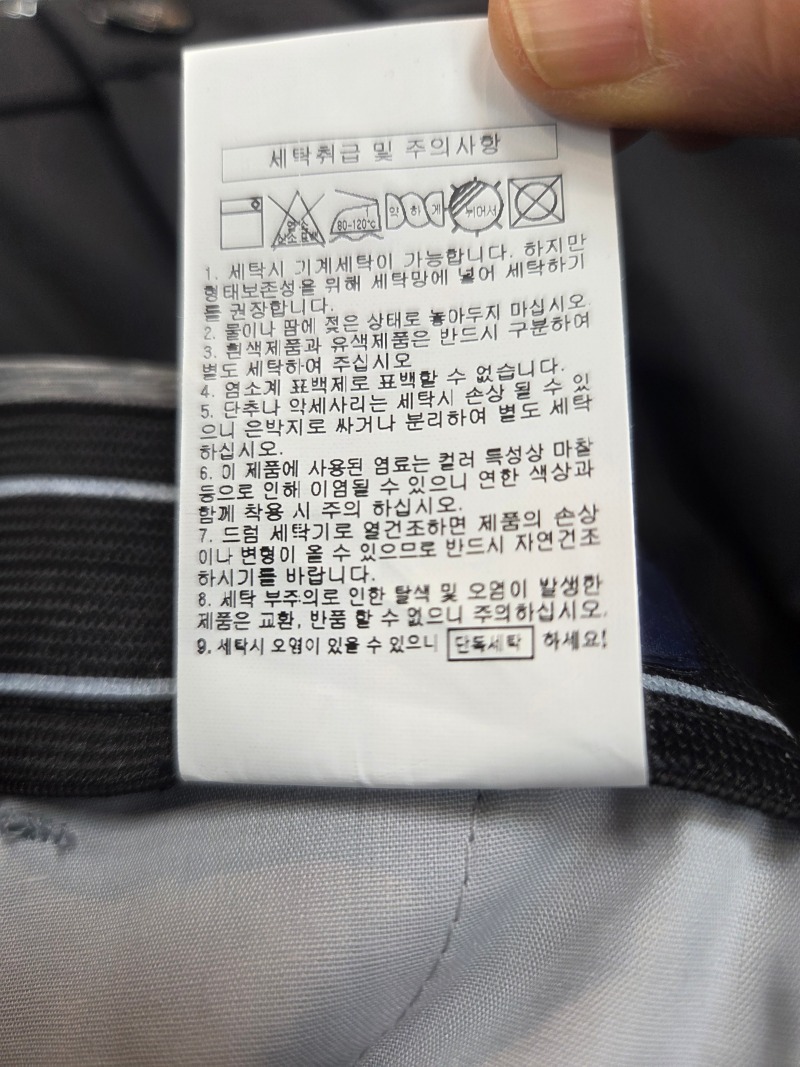 세탁취급 및 주의사항
염소
산소표백
80-120℃
약하게
뉘어서
1. 세탁시 기계세탁이 가능합니다. 하지만
형태보존성을 위해 세탁망에 넣어 세탁하기
를 권장합니다.
2. 물이나 땀에 젖은 상태로 놓아두지 마십시오.
3. 흰색제품과 유색제품은 반드시 구분하여
별도 세탁하여 주십시오
4. 염소계 표백제로 표백할 수 없습니다.
5. 단추나 악세사리는 세탁시 손상 될 수 있
으니 은박지로 싸거나 분리하여 별도 세탁
하십시오.
6. 이 제품에 사용된 염료는 컬러 특성상 마찰
등으로 인해 이염될 수 있으니 연한 색상과
함께 착용 시 주의 하십시오.
7. 드럼 세탁기로 열건조하면 제품의 손상
이나 변형이 올 수 있으므로 반드시 자연건조
하시기를 바랍니다.
8. 세탁 부주의로 인한 탈색 및 오염이 발생한
제품은 교환, 반품 할 수 없으니 주의하십시오.
9. 세탁시 오염이 있을 수 있으니 단독세탁 하세요!